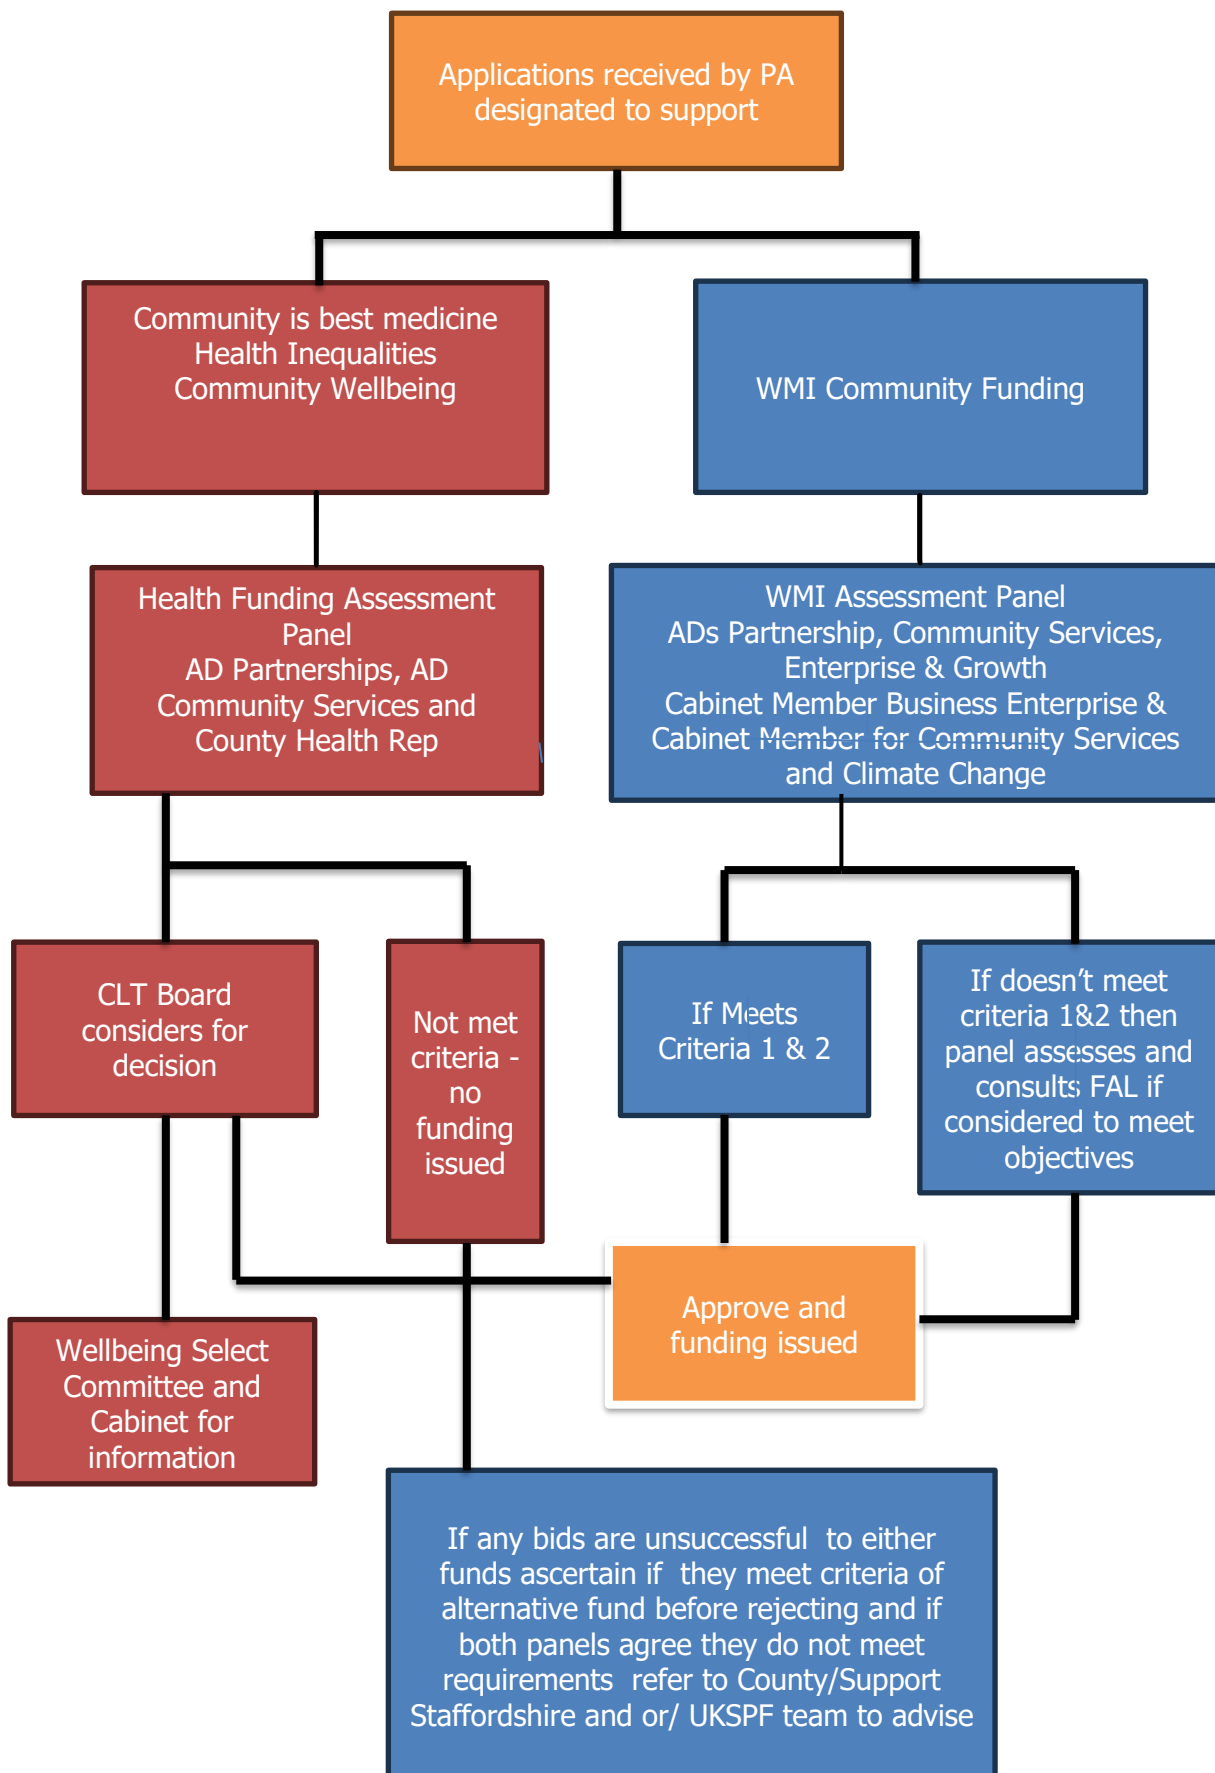 Applications received by PA
designated to support
Community is best medicine
Health Inequalities
Community Wellbeing
WMI Community Funding
Health Funding Assessment
Panel
AD Partnerships, AD
Community Services and
County Health Rep
WMI Assessment Panel
ADs Partnership, Community Services,
Enterprise & Growth
Cabinet Member Business Enterprise &
Cabinet Member for Community Services
and Climate Change
CLT Board
considers for
decision
Not met
criteria -
no
funding
issued
If Meets
Criteria 1 & 2
If doesn’t meet
criteria 1&2 then
panel assesses and
consults FAL if
considered to meet
objectives
Approve and
funding issued
Wellbeing Select
Committee and
Cabinet for
information
If any bids are unsuccessful  to either
funds ascertain if  they meet criteria of
alternative fund before rejecting and if
both panels agree they do not meet
requirements  refer to County/Support
Staffordshire and or/ UKSPF team to advise